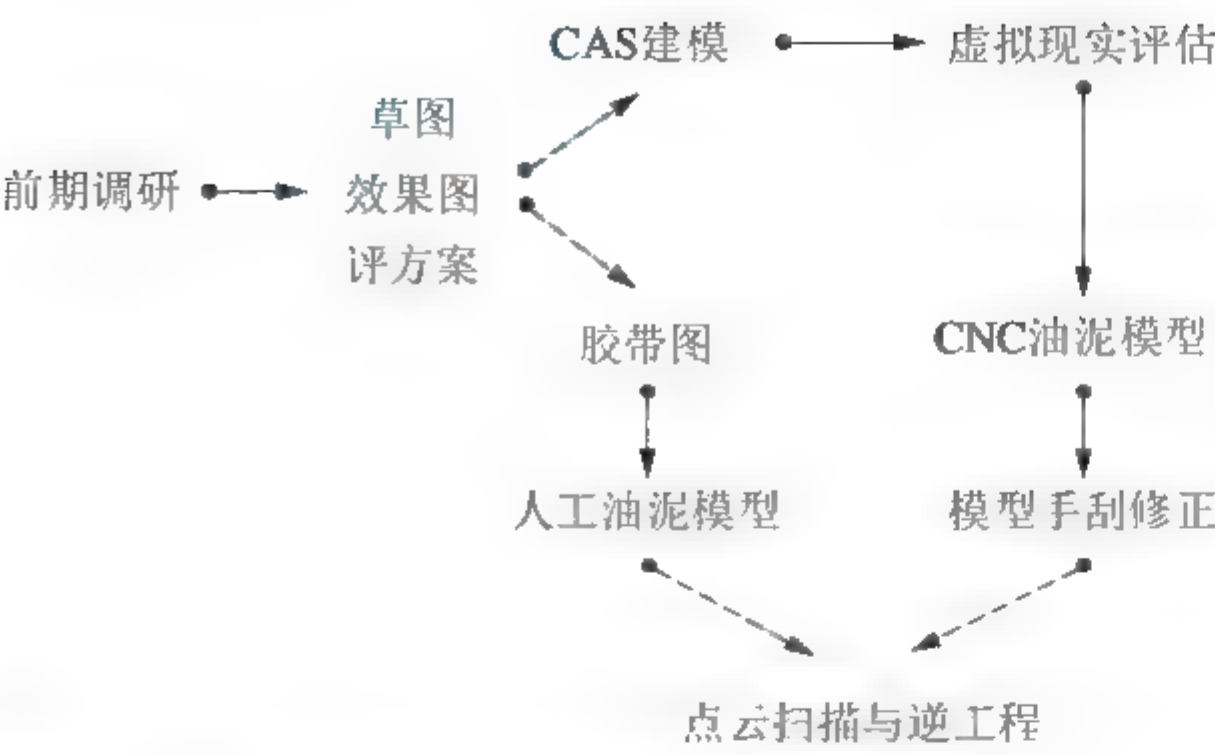 CAS建模
虚拟现实评估
草图
前期调研
效果图
评方案
胶带图
CNC油泥模型
人工油泥模型
模型手刮修正
点云扫描与逆工程